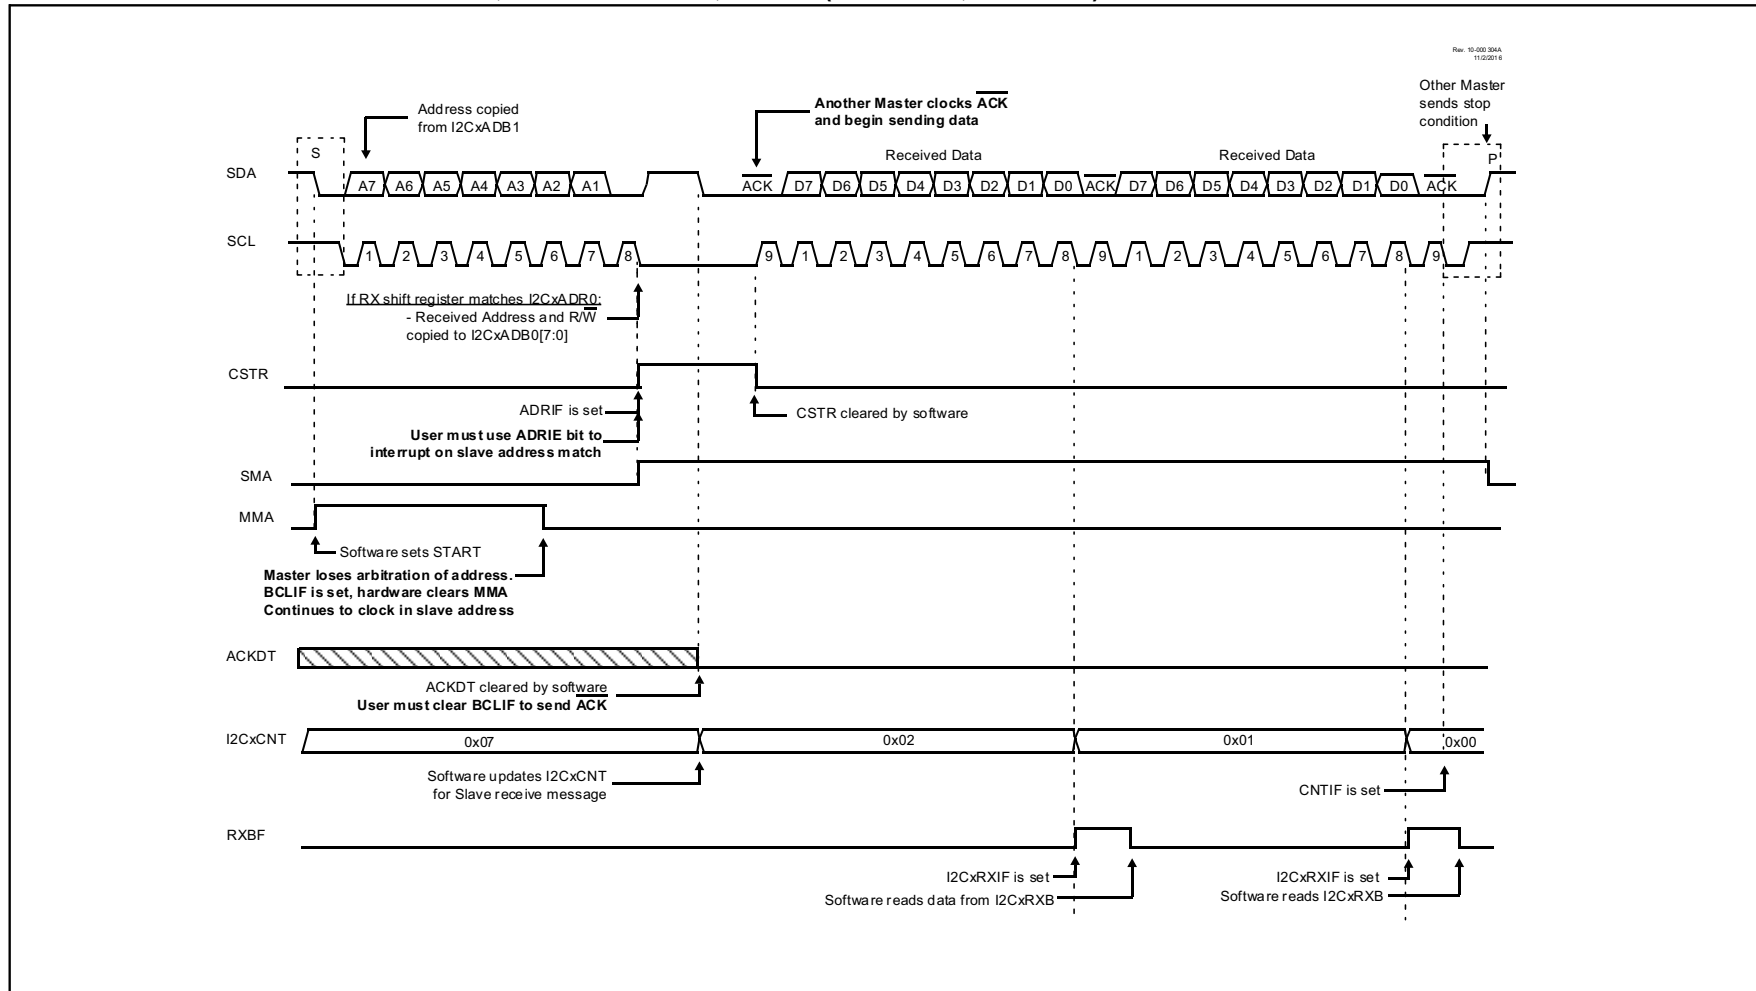 Rev. 10-000 304A
11/2/2016
Address copied
from I2CxADB1
Another Master clocks ACK
and begin sending data
Other Master
sends stop
condition
S
Received Data
Received Data
P
SDA
A7 A6 A5 A4 A3 A2 A1 ACK D7 D6 D5 D4 D3 D2 D1 D0 ACK D7 D6 D5 D4 D3 D2 D1 D0 ACK
SCL
1 2 3 4 5 6 7 8 9 1 2 3 4 5 6 7 8 9 1 2 3 4 5 6 7 8 9
If RX shift register matches I2CxADR0:
- Received Address and R/W
copied to I2CxADB0[7:0]
CSTR
ADRIF is set
CSTR cleared by software
User must use ADRIE bit to
interrupt on slave address match
SMA
MMA
Software sets START
Master loses arbitration of address.
BCLIF is set, hardware clears MMA
Continues to clock in slave address
ACKDT
ACKDT cleared by software
User must clear BCLIF to send ACK
I2CxCNT
0x07 0x02 0x01 0x00
Software updates I2CxCNT
for Slave receive message
CNTIF is set
RXBF
I2CxRXIF is set
Software reads data from I2CxRXB
I2CxRXIF is set
Software reads I2CxRXB